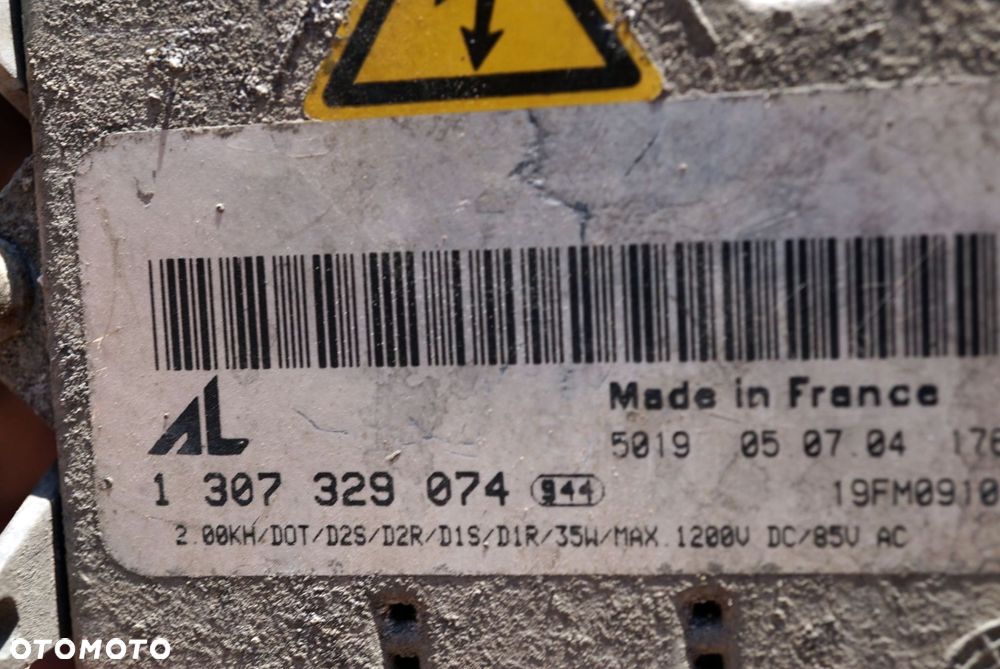 Made in France
AL
5019 05 07.04 176
1 307 329 074 944 19FM0910
2.00KH/DOT/D2S/D2R/D1S/D1R/35W/MAX.1200V DC/85V AC
OTOMOTO